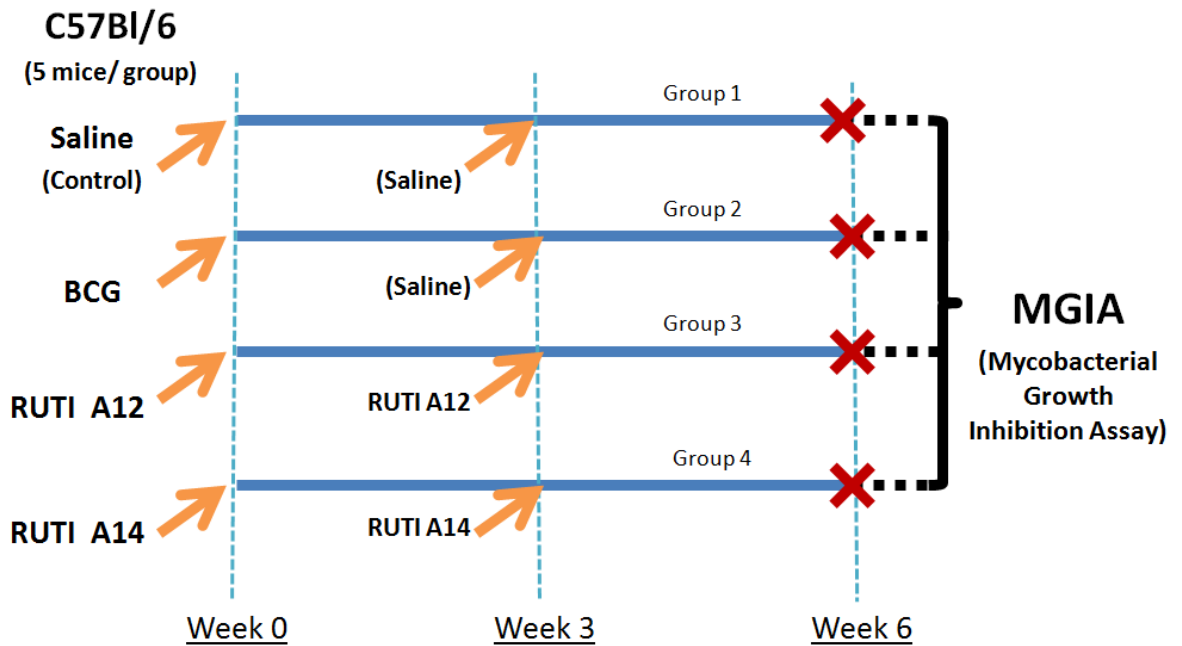 C57Bl/6
(5 mice/ group)
Group 1
Saline
(Control)
(Saline)
Group 2
BCG
(Saline)
Group 3
MGIA
(Mycobacterial
Growth
Inhibition Assay)
RUTI A12
RUTI A12
Group 4
RUTI A14
RUTI A14
Week 0
Week 3
Week 6